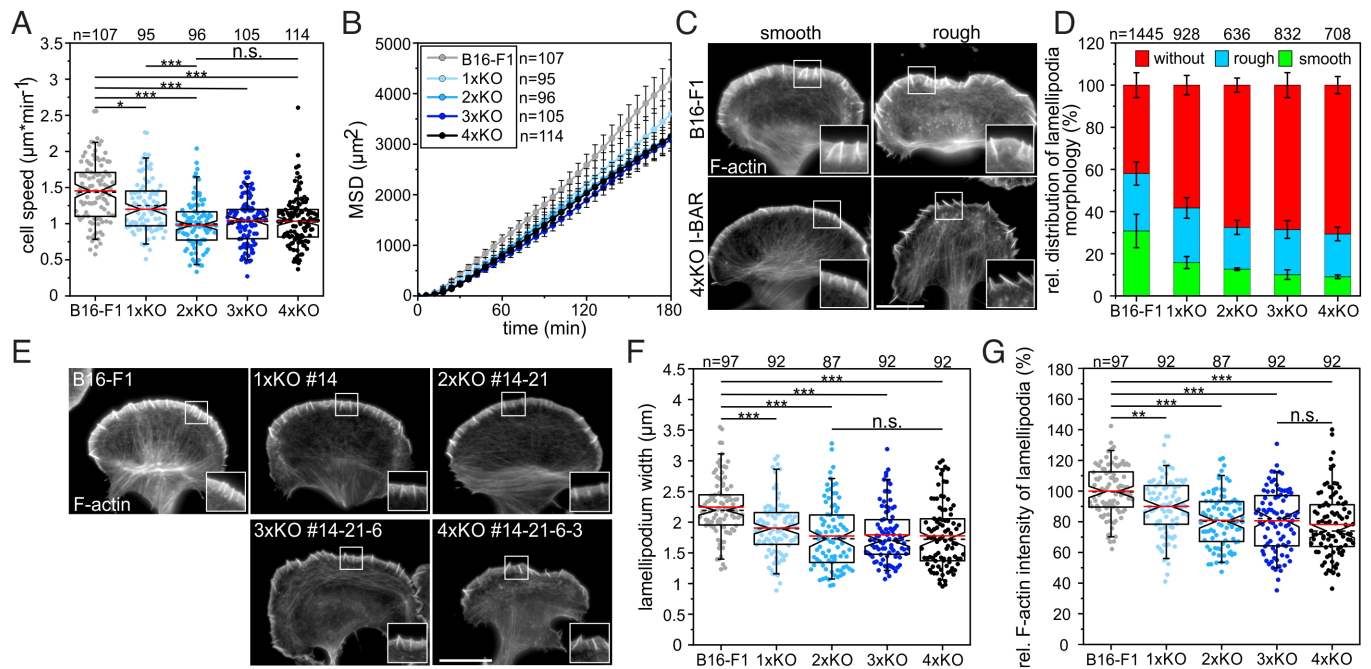 A
n=107 95 96 105 114
n.s.
***
***
***
***
*
cell speed (µm*min⁻¹)
3.5
3
2.5
2
1.5
1
0.5
0
B16-F1 1xKO 2xKO 3xKO 4xKO
B
MSD (µm²)
5000
4000
3000
2000
1000
0
B16-F1 n=107
1xKO n=95
2xKO n=96
3xKO n=105
4xKO n=114
0 60 120 180
time (min)
C
smooth rough
B16-F1
F-actin
4xKO I-BAR
D
n=1445 928 636 832 708
without rough smooth
rel. distribution of lamellipodia
morphology (%)
120
100
80
60
40
20
0
B16-F1 1xKO 2xKO 3xKO 4xKO
E
B16-F1
F-actin
1xKO #14
2xKO #14-21
3xKO #14-21-6
4xKO #14-21-6-3
F
n=97 92 87 92 92
***
***
***
***
n.s.
lamellipodium width (µm)
4.5
4
3.5
3
2.5
2
1.5
1
0.5
0
B16-F1 1xKO 2xKO 3xKO 4xKO
G
n=97 92 87 92 92
***
***
***
**
n.s.
rel. F-actin intensity of lamellipodia (%)
180
160
140
120
100
80
60
40
20
0
B16-F1 1xKO 2xKO 3xKO 4xKO